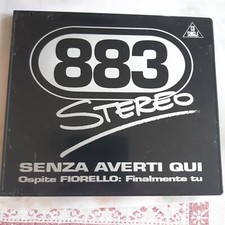 883
STEREO
SENZA AVERTI QUI
Ospite FIORELLO: Finalmente tu